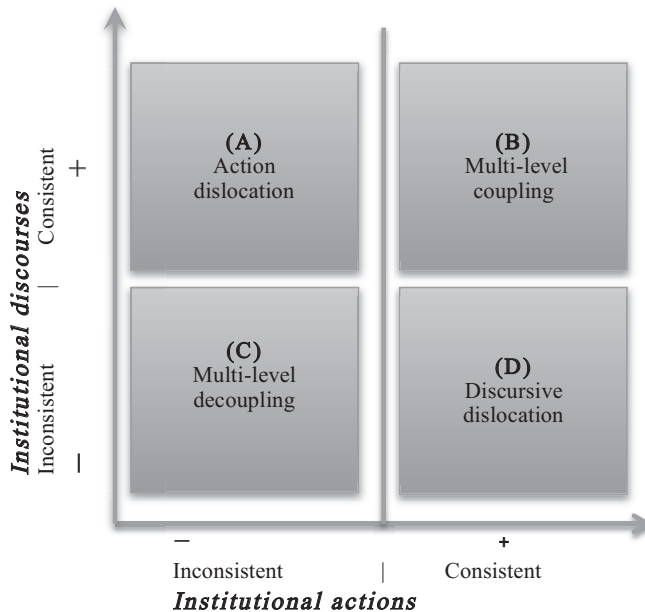 (A)
Action
dislocation
(B)
Multi-level
coupling
(C)
Multi-level
decoupling
(D)
Discursive
dislocation
Institutional discourses
Inconsistent | Consistent
− +
− +
Inconsistent | Consistent
Institutional actions